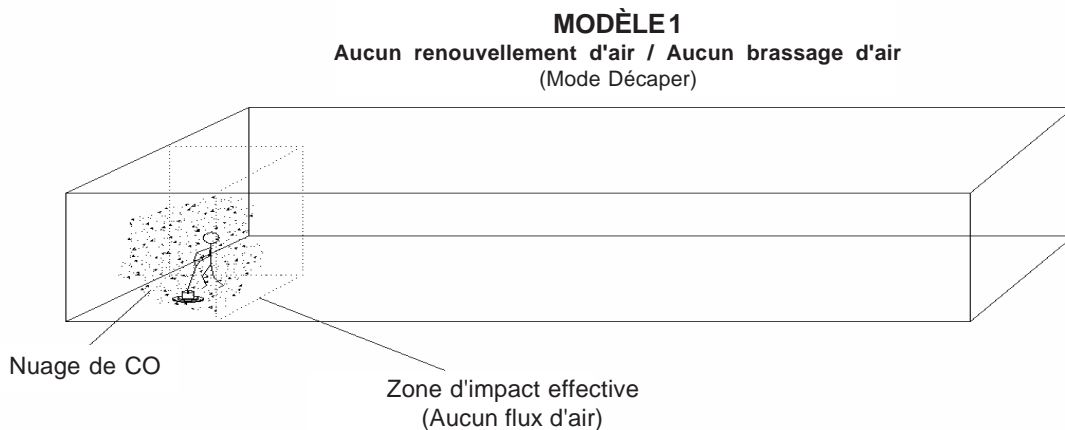 MODÈLE 1
Aucun renouvellement d'air / Aucun brassage d'air
(Mode Décaper)
Nuage de CO
Zone d'impact effective
(Aucun flux d'air)